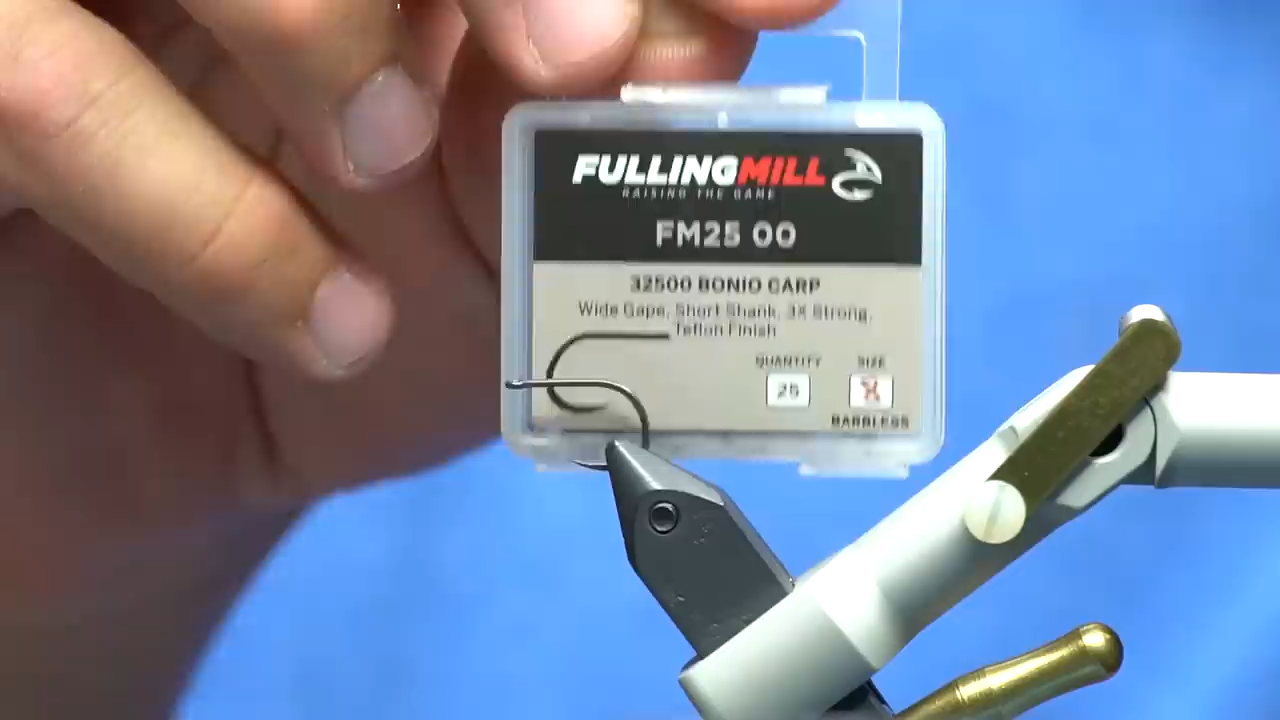 FULLINGMILL
RAISING THE GAME
FM25 00
32500 BONIO CARP
Wide Gape, Short Shank, 3X Strong,
Teflon Finish
QUANTITY SIZE
25
BARBLESS